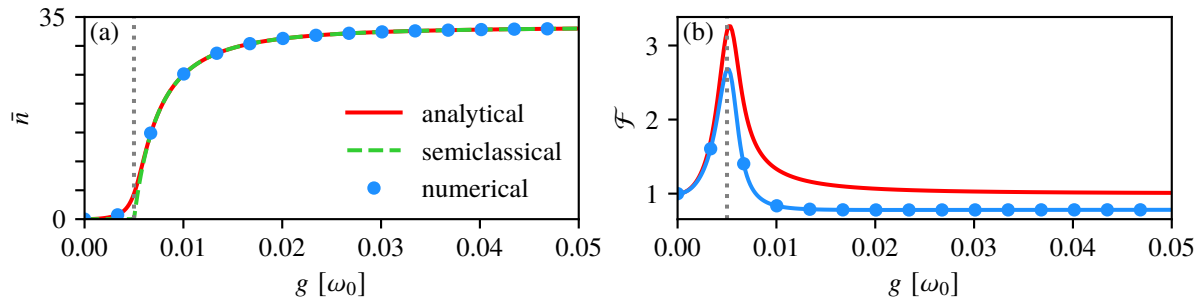 35
(a)
n̄
0
analytical
semiclassical
numerical
0.00 0.01 0.02 0.03 0.04 0.05
g [ω₀]
(b)
3
2
1
ℱ
0.00 0.01 0.02 0.03 0.04 0.05
g [ω₀]